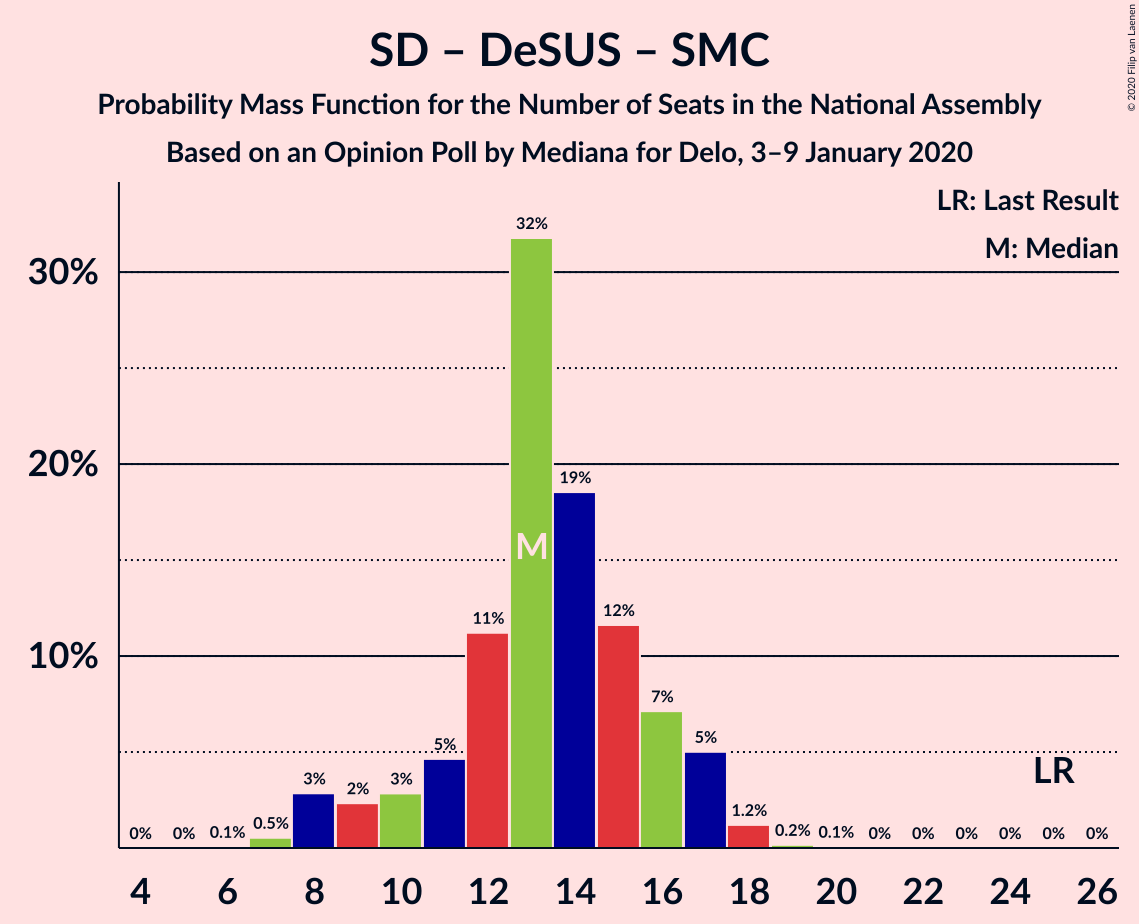 SD – DeSUS – SMC
Probability Mass Function for the Number of Seats in the National Assembly
Based on an Opinion Poll by Mediana for Delo, 3–9 January 2020
© 2020 Filip van Laenen
LR: Last Result
M: Median
30%
20%
10%
0%
0%
0.1%
0.5%
3%
2%
3%
5%
11%
32%
19%
12%
7%
5%
1.2%
0.2%
0.1%
0%
0%
0%
0%
0%
0%
M
LR
4 6 8 10 12 14 16 18 20 22 24 26